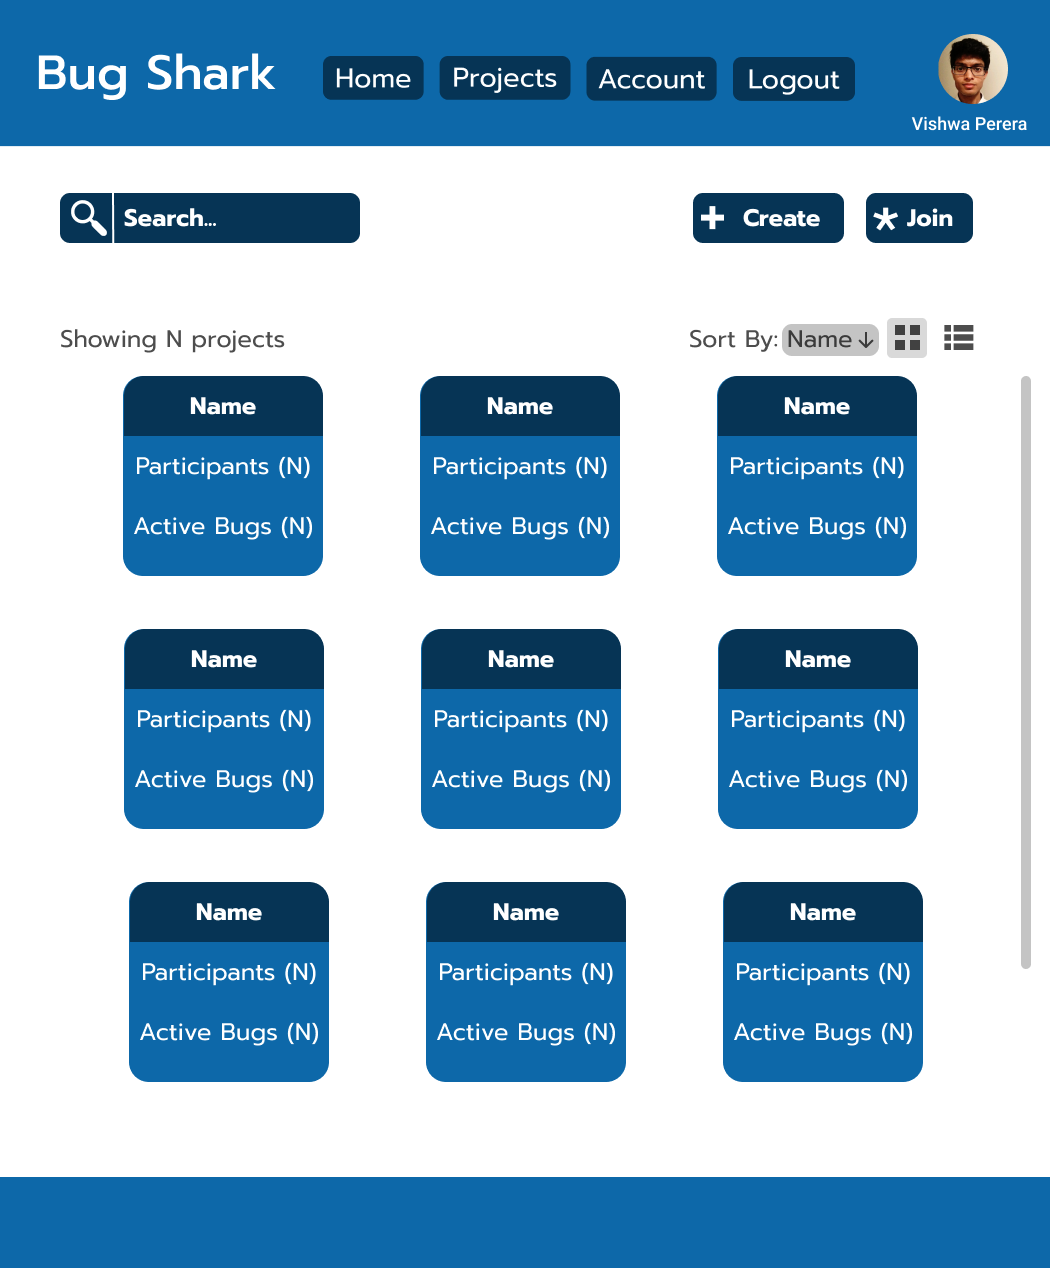 Bug Shark
Home
Projects
Account
Logout
Vishwa Perera
Search...
Create
Join
Showing N projects
Sort By: Name
Name
Name
Name
Participants (N)
Participants (N)
Participants (N)
Active Bugs (N)
Active Bugs (N)
Active Bugs (N)
Name
Name
Name
Participants (N)
Participants (N)
Participants (N)
Active Bugs (N)
Active Bugs (N)
Active Bugs (N)
Name
Name
Name
Participants (N)
Participants (N)
Participants (N)
Active Bugs (N)
Active Bugs (N)
Active Bugs (N)